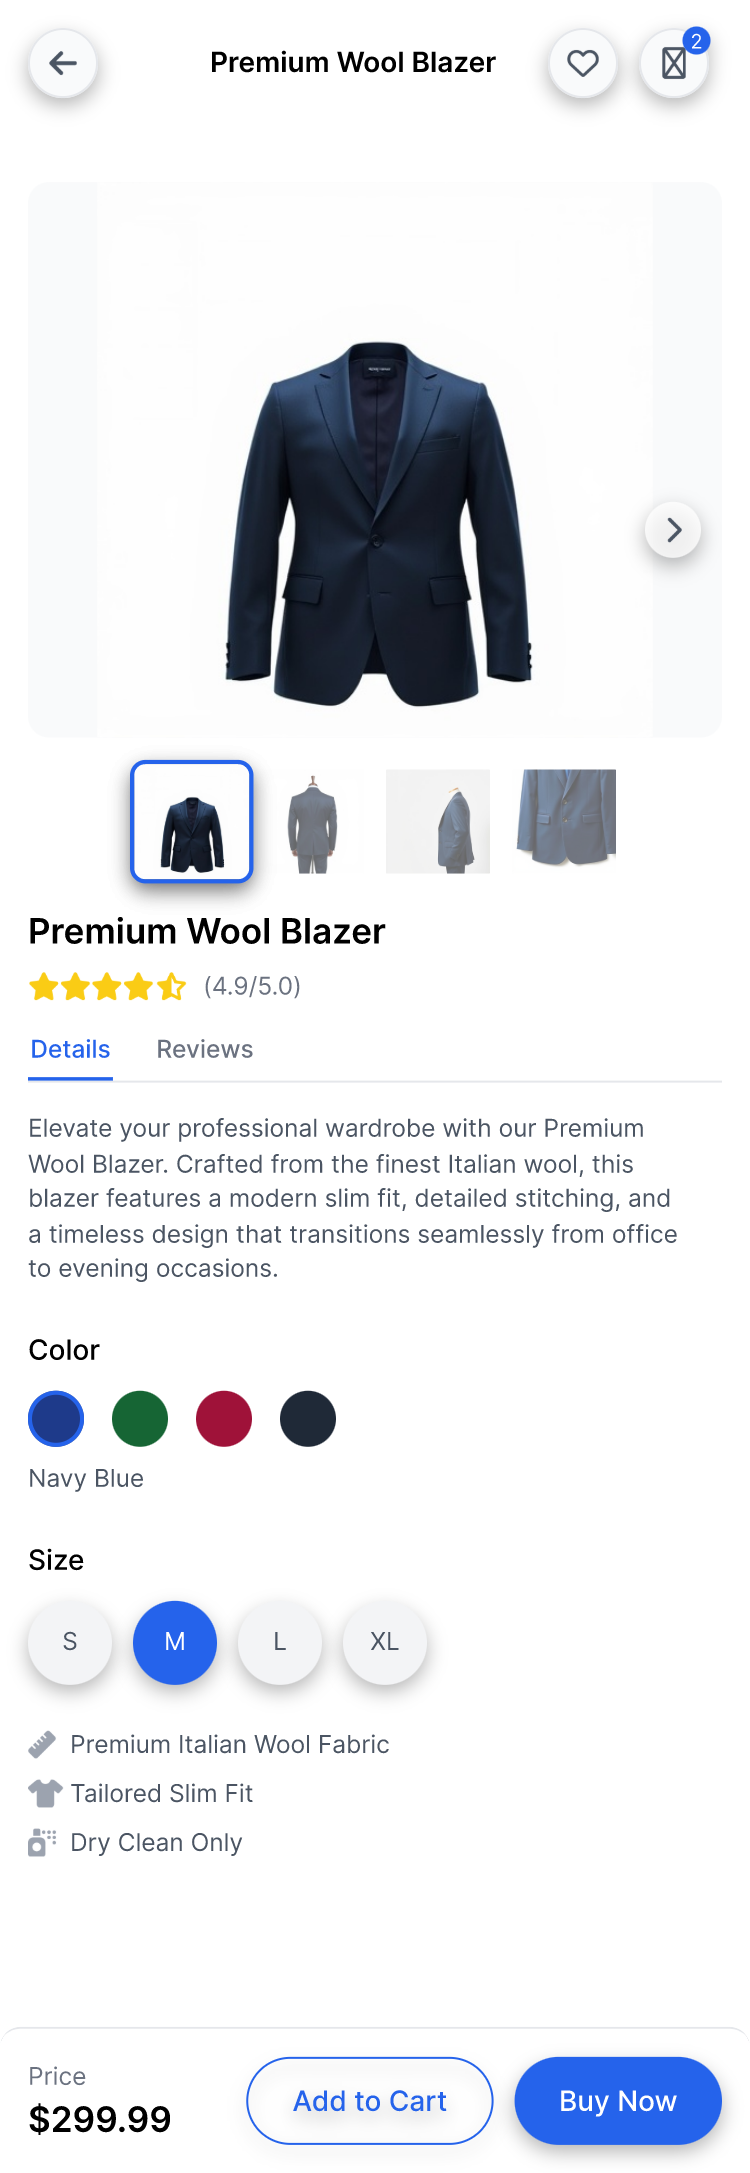 Premium Wool Blazer
2
Premium Wool Blazer
(4.9/5.0)
Details Reviews
Elevate your professional wardrobe with our Premium
Wool Blazer. Crafted from the finest Italian wool, this
blazer features a modern slim fit, detailed stitching, and
a timeless design that transitions seamlessly from office
to evening occasions.
Color
Navy Blue
Size
S M L XL
Premium Italian Wool Fabric
Tailored Slim Fit
Dry Clean Only
Price
$299.99
Add to Cart
Buy Now